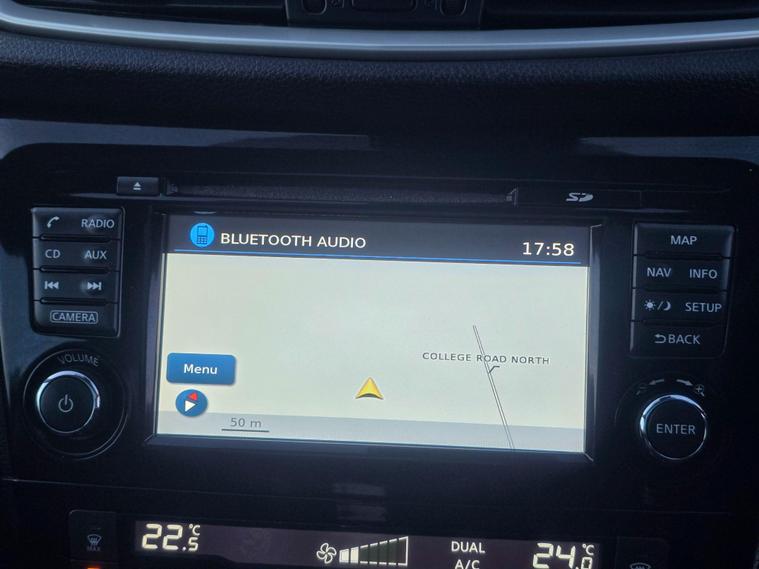 SD
RADIO
CD AUX
CAMERA
VOLUME
BLUETOOTH AUDIO 17:58
COLLEGE ROAD NORTH
Menu
50 m
MAP
NAV INFO
SETUP
BACK
ENTER
MAX
22.5°C
DUAL
A/C
24.0°C